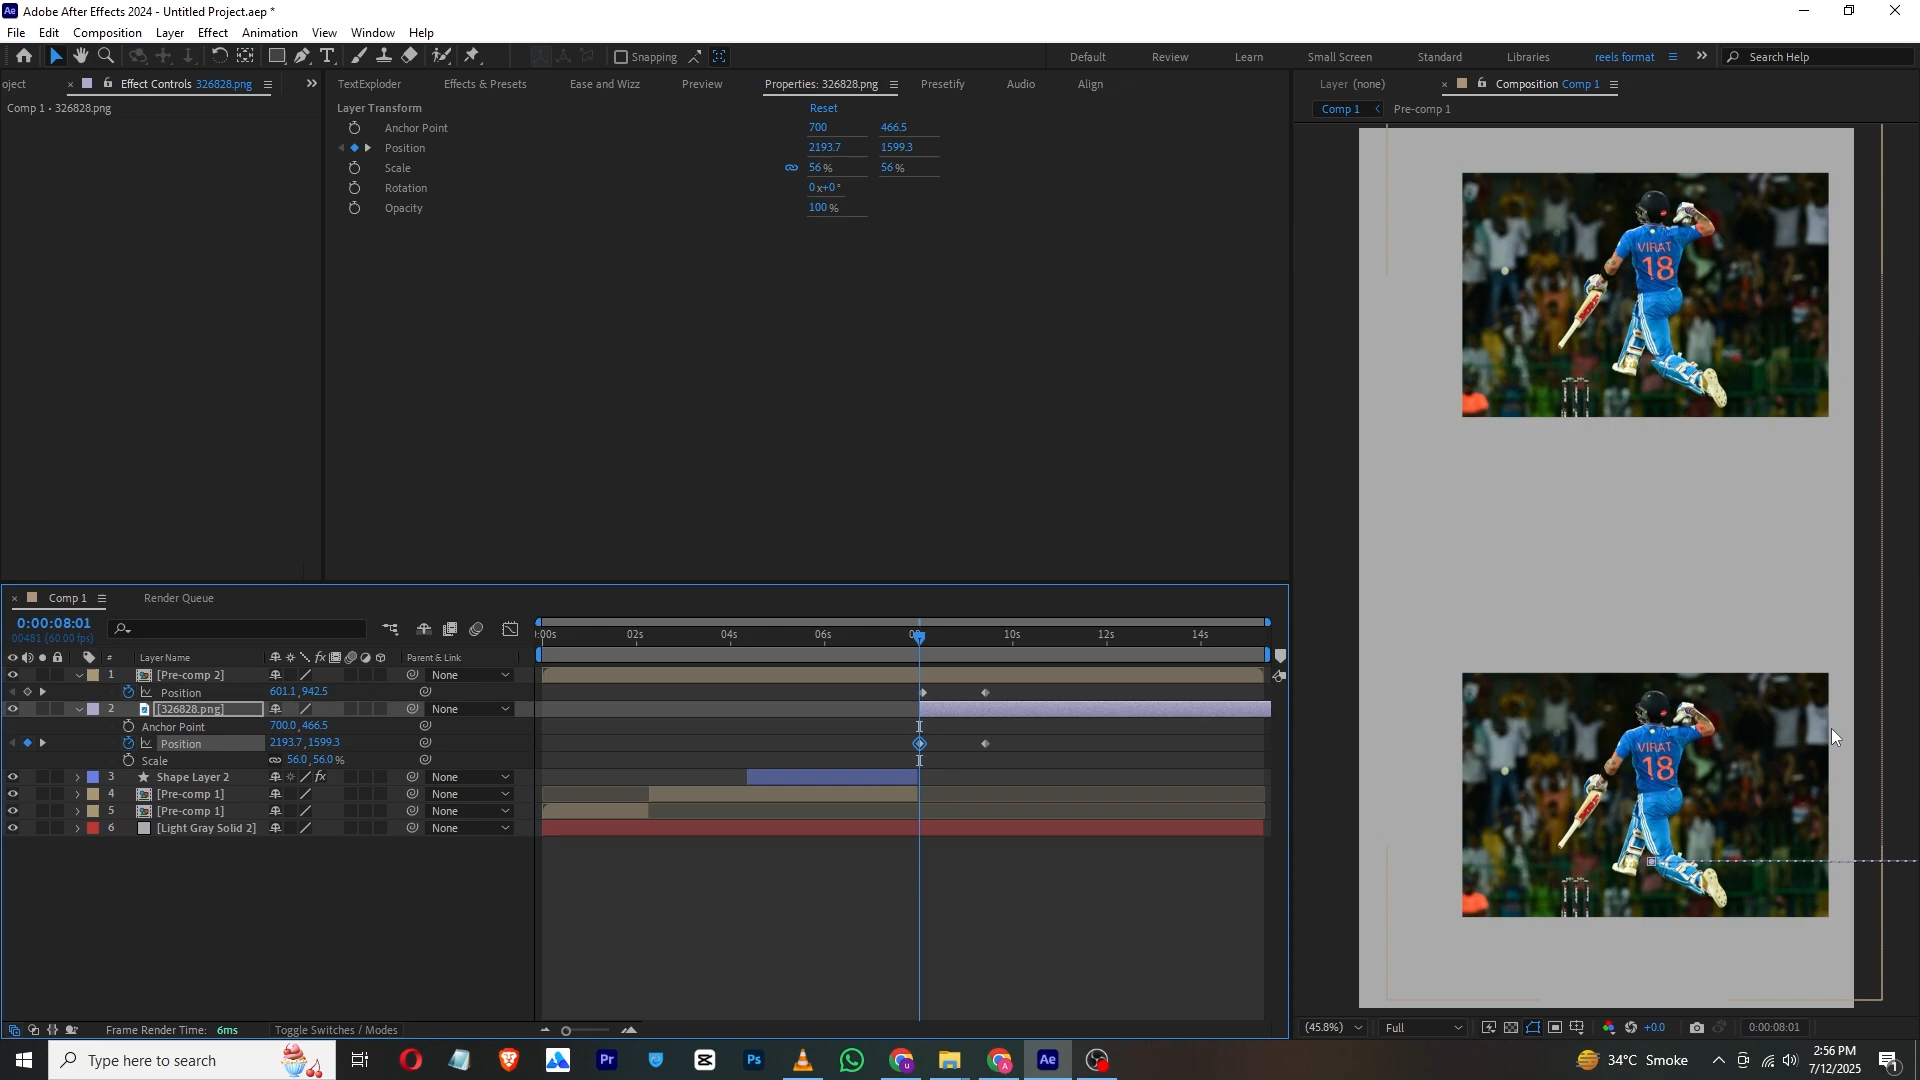 Ae Adobe After Effects 2024 - Untitled Project.aep *
File Edit Composition Layer Effect Animation View Window Help
Snapping Default Review Learn Small Screen Standard Libraries reels format Search Help
oject × Effect Controls 326828.png
Comp 1 • 326828.png
TextExploder Effects & Presets Ease and Wizz Preview Properties: 326828.png Presetify Audio Align
Layer Transform Reset
Anchor Point 700 466.5
Position 2193.7 1599.3
Scale 56 % 56 %
Rotation 0 x+0 °
Opacity 100 %
Layer (none) × Composition Comp 1
Comp 1 < Pre-comp 1
VIRAT
18
VIRAT
18
× Comp 1 Render Queue
0:00:08:01
00481 (60.00 fps)
:00s 02s 04s 06s 10s 12s 14s
# Layer Name fx Parent & Link
1 [Pre-comp 2] None
Position 601.1, 942.5
2 [326828.png] None
Anchor Point 700.0, 466.5
Position 2193.7, 1599.3
Scale 56.0, 56.0 %
3 Shape Layer 2 fx None
4 [Pre-comp 1] None
5 [Pre-comp 1] None
6 [Light Gray Solid 2] None
Frame Render Time: 6ms Toggle Switches / Modes
(45.8%) Full +0.0 0:00:08:01
Type here to search
Pr Ps Ae
34°C Smoke
2:56 PM
7/12/2025
1